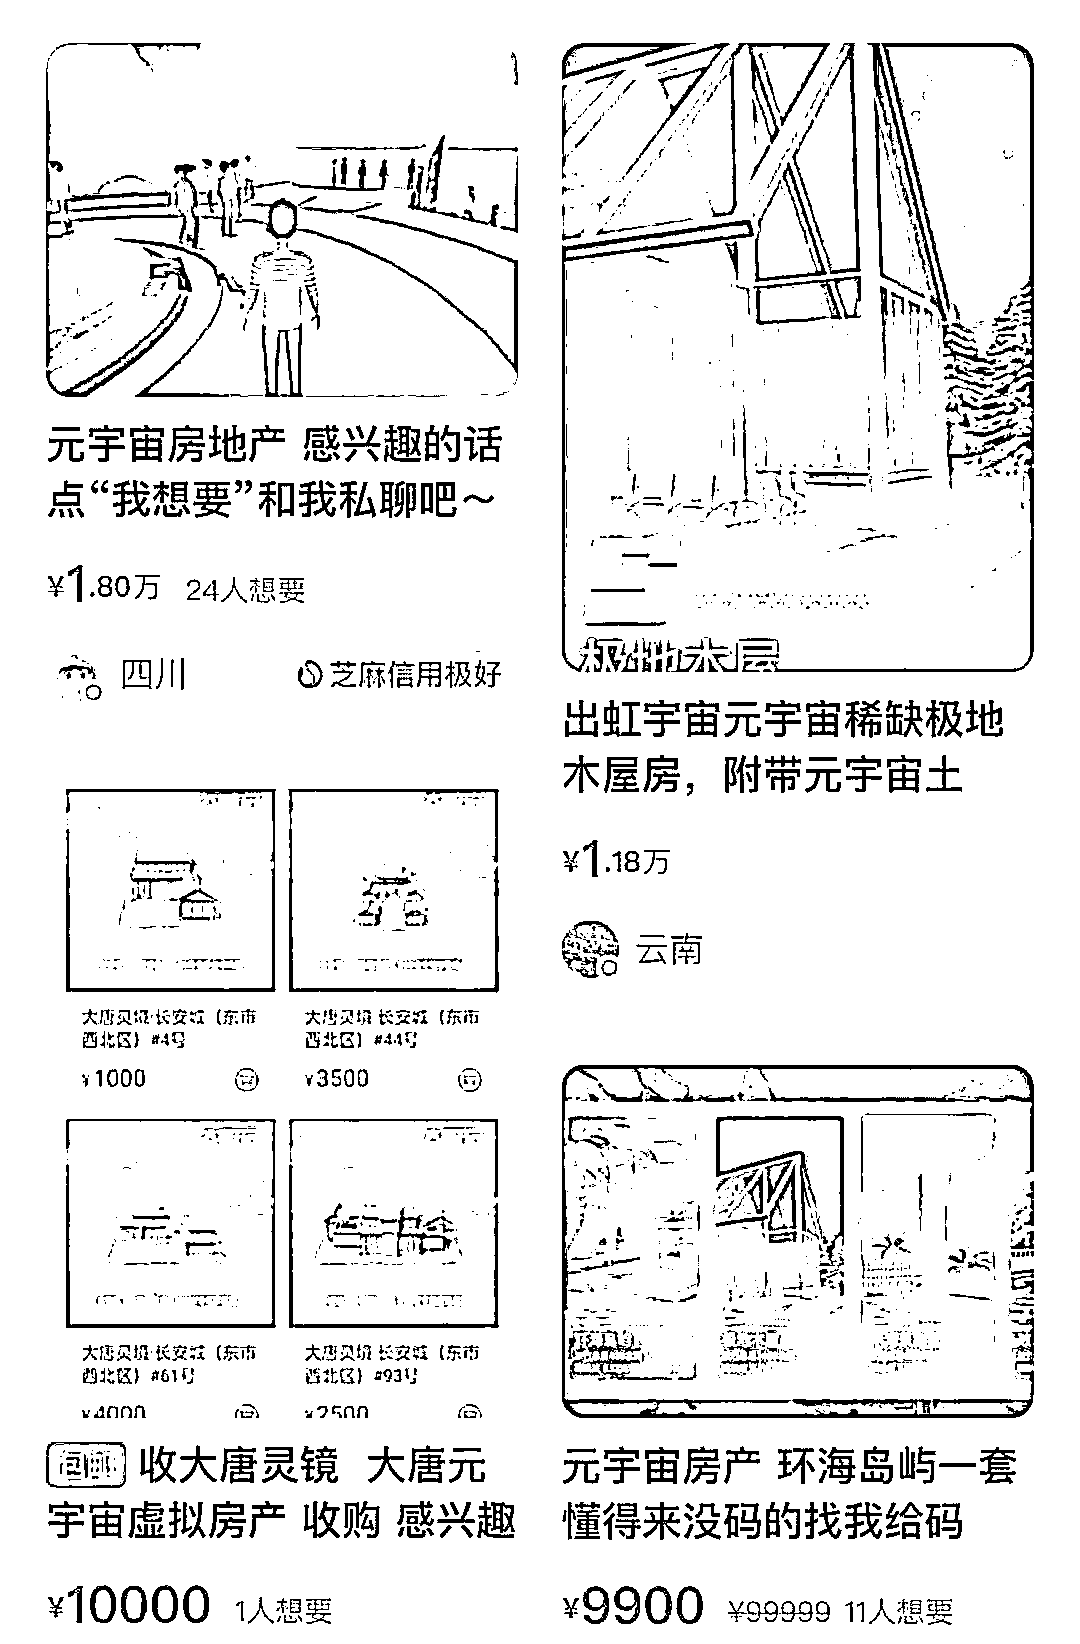 元宇宙房地产 感兴趣的话
点“我想要”和我私聊吧～
¥1.80万 24人想要
四川 芝麻信用极好
极地木屋
出虹宇宙元宇宙稀缺极地
木屋房，附带元宇宙土
¥1.18万
云南
大唐灵境·长安城（东市
西北区）#4号
¥1000
大唐灵境·长安城（东市
西北区）#44号
¥3500
大唐灵境·长安城（东市
西北区）#61号
¥4000
大唐灵境·长安城（东市
西北区）#93号
¥2500
包邮 收大唐灵镜 大唐元
宇宙虚拟房产 收购 感兴趣
¥10000 1人想要
元宇宙房产 环海岛屿一套
懂得来没码的找我给码
¥9900 ¥99999 11人想要